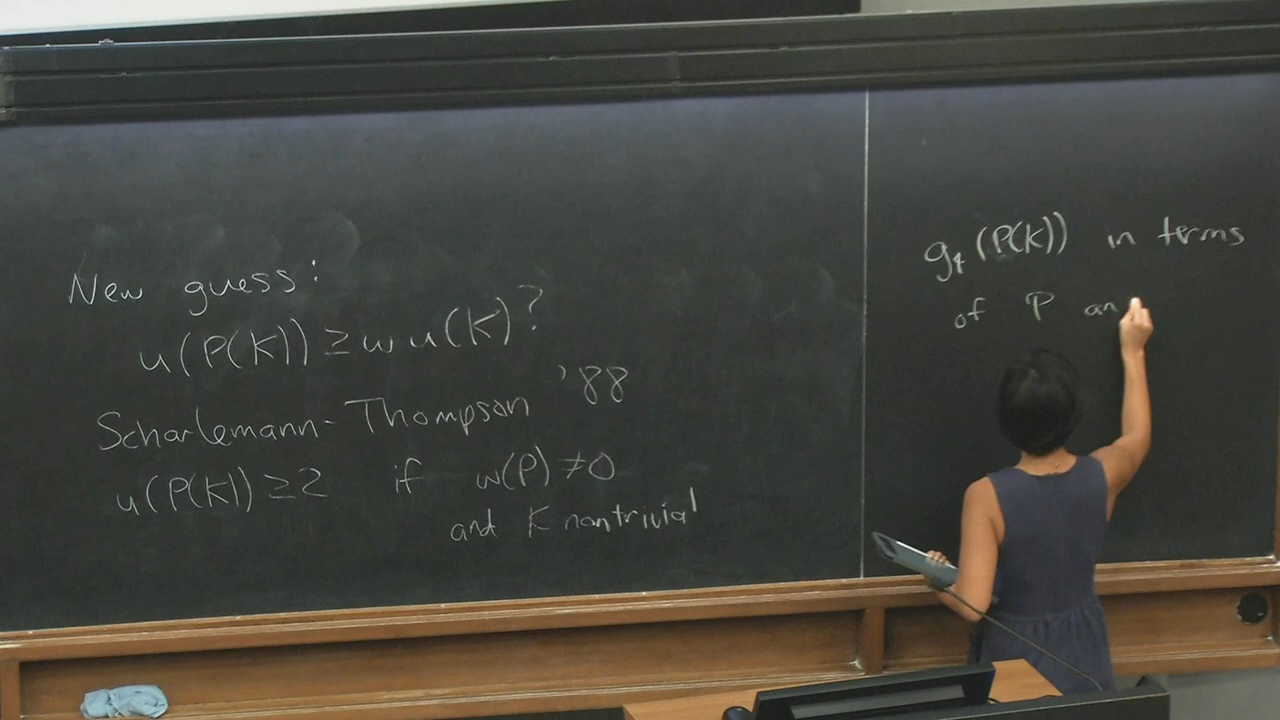 New guess:
u(P(K)) ≥ w u(K)?
Scharlemann-Thompson '88
u(P(K)) ≥ 2 if w(P) ≠ 0
and K nontrivial
g₄(P(K)) in terms
of P an